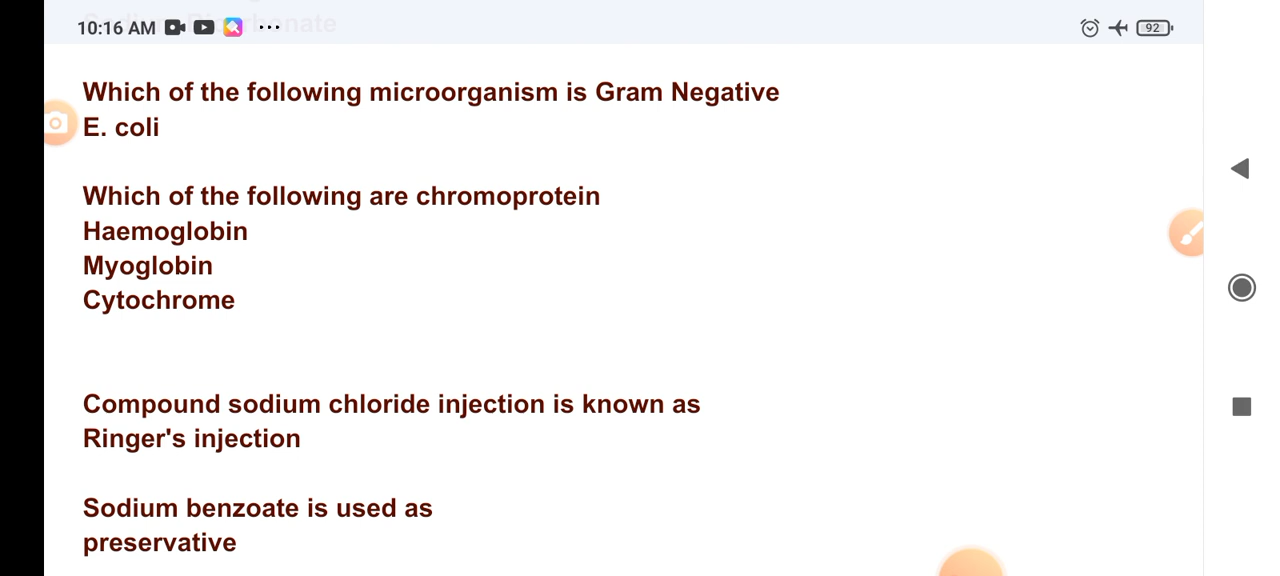 10:16 AM
92
Which of the following microorganism is Gram Negative
E. coli
Which of the following are chromoprotein
Haemoglobin
Myoglobin
Cytochrome
Compound sodium chloride injection is known as
Ringer's injection
Sodium benzoate is used as
preservative